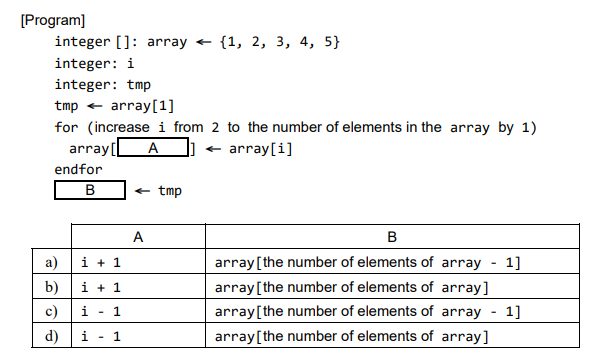 [Program]
integer []: array ← {1, 2, 3, 4, 5}
integer: i
integer: tmp
tmp ← array[1]
for (increase i from 2 to the number of elements in the array by 1)
array[ A ] ← array[i]
endfor
B ← tmp
A B
a) i + 1 array[the number of elements of array - 1]
b) i + 1 array[the number of elements of array]
c) i - 1 array[the number of elements of array - 1]
d) i - 1 array[the number of elements of array]